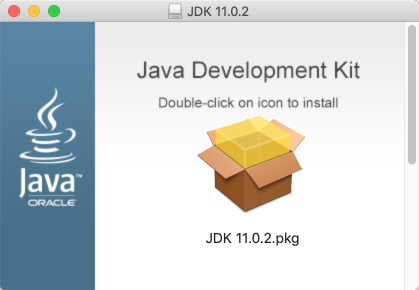 JDK 11.0.2
Java Development Kit
Double-click on icon to install
Java™
ORACLE
JDK 11.0.2.pkg